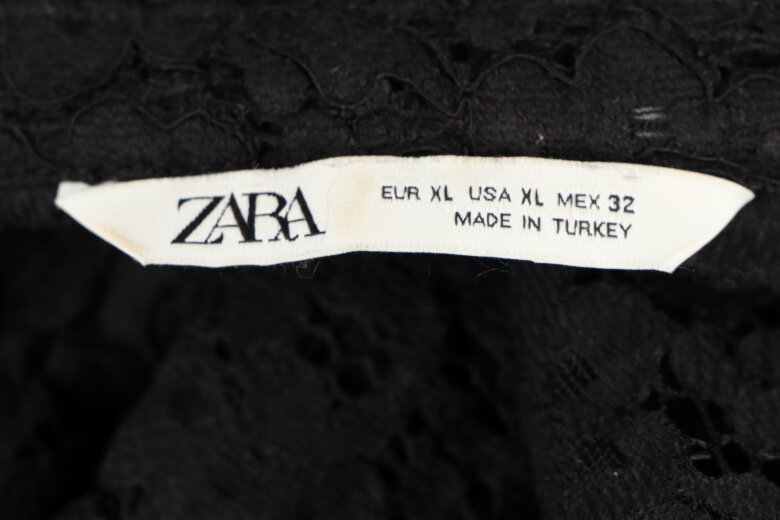 ZARA
EUR XL USA XL MEX 32
MADE IN TURKEY